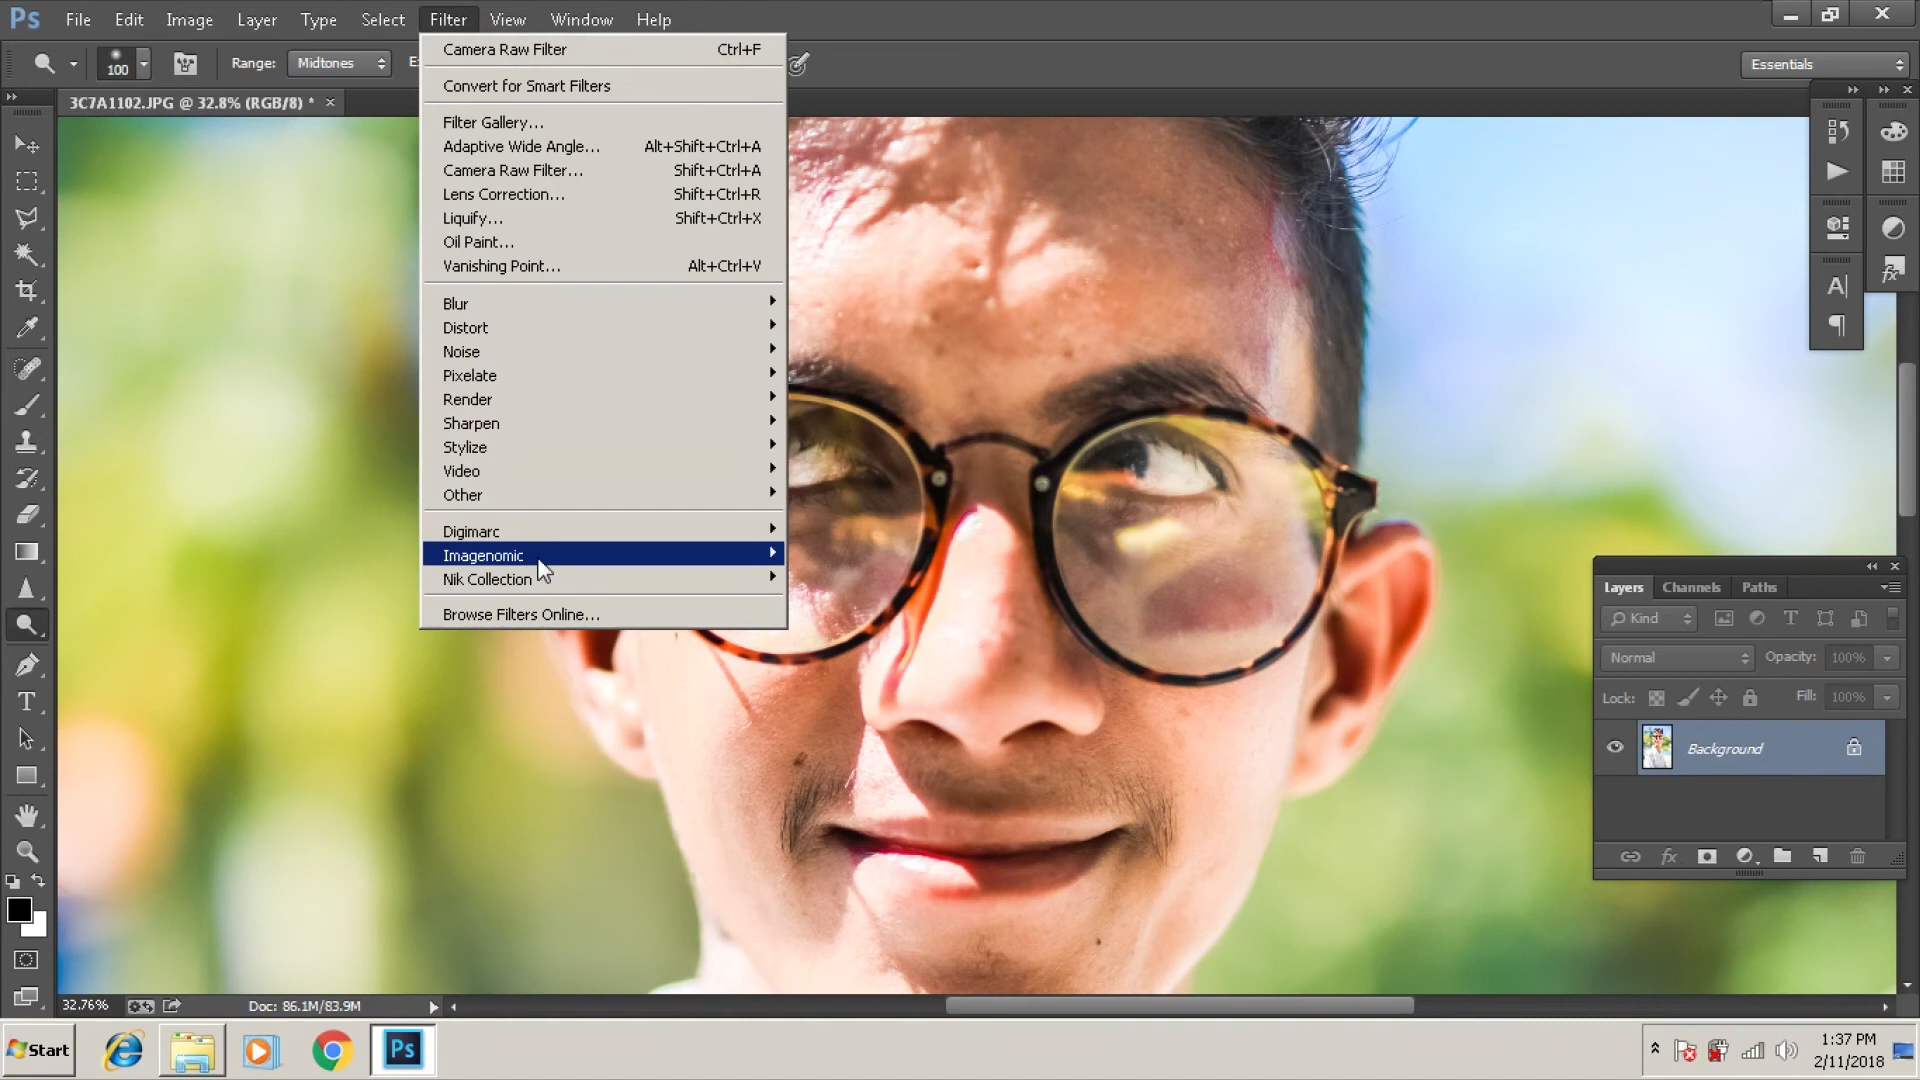 Ps File Edit Image Layer Type Select Filter View Window Help
100 Range: Midtones
Essentials
3C7A1102.JPG @ 32.8% (RGB/8) * ×
Camera Raw Filter Ctrl+F
Convert for Smart Filters
Filter Gallery...
Adaptive Wide Angle... Alt+Shift+Ctrl+A
Camera Raw Filter... Shift+Ctrl+A
Lens Correction... Shift+Ctrl+R
Liquify... Shift+Ctrl+X
Oil Paint...
Vanishing Point... Alt+Ctrl+V
Blur
Distort
Noise
Pixelate
Render
Sharpen
Stylize
Video
Other
Digimarc
Imagenomic
Nik Collection
Browse Filters Online...
Layers Channels Paths
Kind
Normal Opacity: 100%
Lock: Fill: 100%
Background
32.76% Doc: 86.1M/83.9M
Start Ps
1:37 PM
2/11/2018